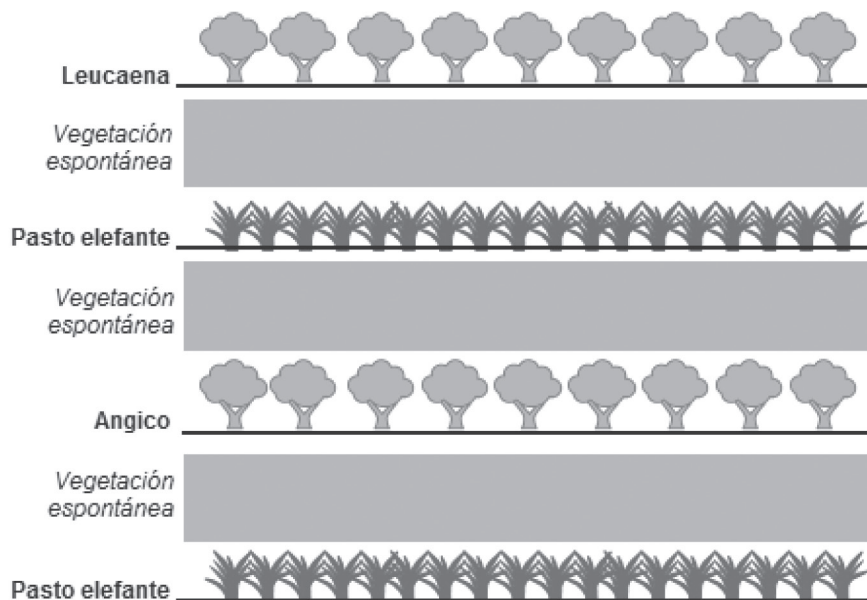 Leucaena
Vegetación
espontánea
Pasto elefante
Vegetación
espontánea
Angico
Vegetación
espontánea
Pasto elefante